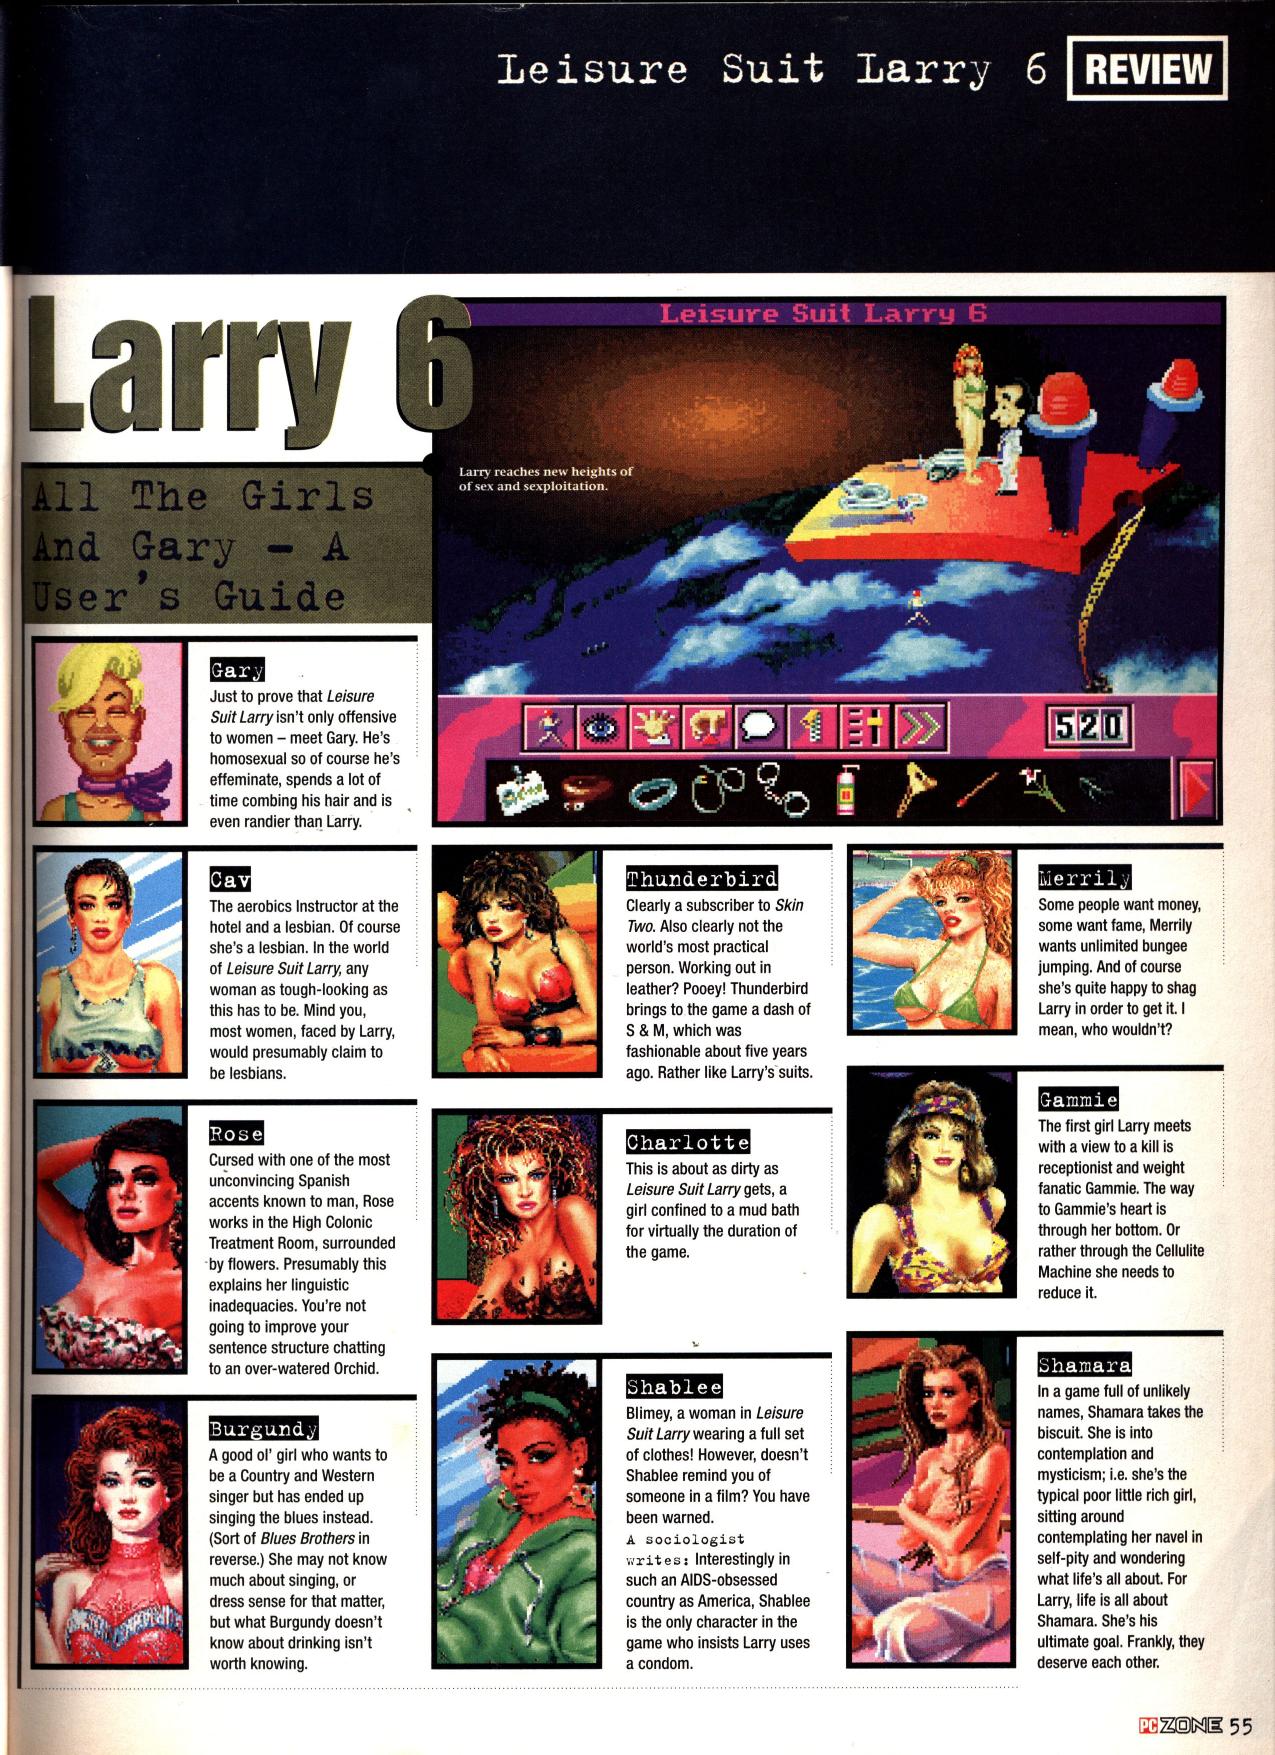 Leisure Suit Larry 6 REVIEW
Larry 6
Leisure Suit Larry 6
Larry reaches new heights of
of sex and sexploitation.
520
All The Girls
And Gary – A
User's Guide
Gary
Just to prove that Leisure
Suit Larry isn't only offensive
to women – meet Gary. He's
homosexual so of course he's
effeminate, spends a lot of
time combing his hair and is
even randier than Larry.
Cav
The aerobics Instructor at the
hotel and a lesbian. Of course
she's a lesbian. In the world
of Leisure Suit Larry, any
woman as tough-looking as
this has to be. Mind you,
most women, faced by Larry,
would presumably claim to
be lesbians.
Rose
Cursed with one of the most
unconvincing Spanish
accents known to man, Rose
works in the High Colonic
Treatment Room, surrounded
by flowers. Presumably this
explains her linguistic
inadequacies. You're not
going to improve your
sentence structure chatting
to an over-watered Orchid.
Burgundy
A good ol' girl who wants to
be a Country and Western
singer but has ended up
singing the blues instead.
(Sort of Blues Brothers in
reverse.) She may not know
much about singing, or
dress sense for that matter,
but what Burgundy doesn't
know about drinking isn't
worth knowing.
Thunderbird
Clearly a subscriber to Skin
Two. Also clearly not the
world's most practical
person. Working out in
leather? Pooey! Thunderbird
brings to the game a dash of
S & M, which was
fashionable about five years
ago. Rather like Larry's suits.
Charlotte
This is about as dirty as
Leisure Suit Larry gets, a
girl confined to a mud bath
for virtually the duration of
the game.
Shablee
Blimey, a woman in Leisure
Suit Larry wearing a full set
of clothes! However, doesn't
Shablee remind you of
someone in a film? You have
been warned.
A sociologist
writes: Interestingly in
such an AIDS-obsessed
country as America, Shablee
is the only character in the
game who insists Larry uses
a condom.
Merrily
Some people want money,
some want fame, Merrily
wants unlimited bungee
jumping. And of course
she's quite happy to shag
Larry in order to get it. I
mean, who wouldn't?
Gammie
The first girl Larry meets
with a view to a kill is
receptionist and weight
fanatic Gammie. The way
to Gammie's heart is
through her bottom. Or
rather through the Cellulite
Machine she needs to
reduce it.
Shamara
In a game full of unlikely
names, Shamara takes the
biscuit. She is into
contemplation and
mysticism; i.e. she's the
typical poor little rich girl,
sitting around
contemplating her navel in
self-pity and wondering
what life's all about. For
Larry, life is all about
Shamara. She's his
ultimate goal. Frankly, they
deserve each other.
PC ZONE 55